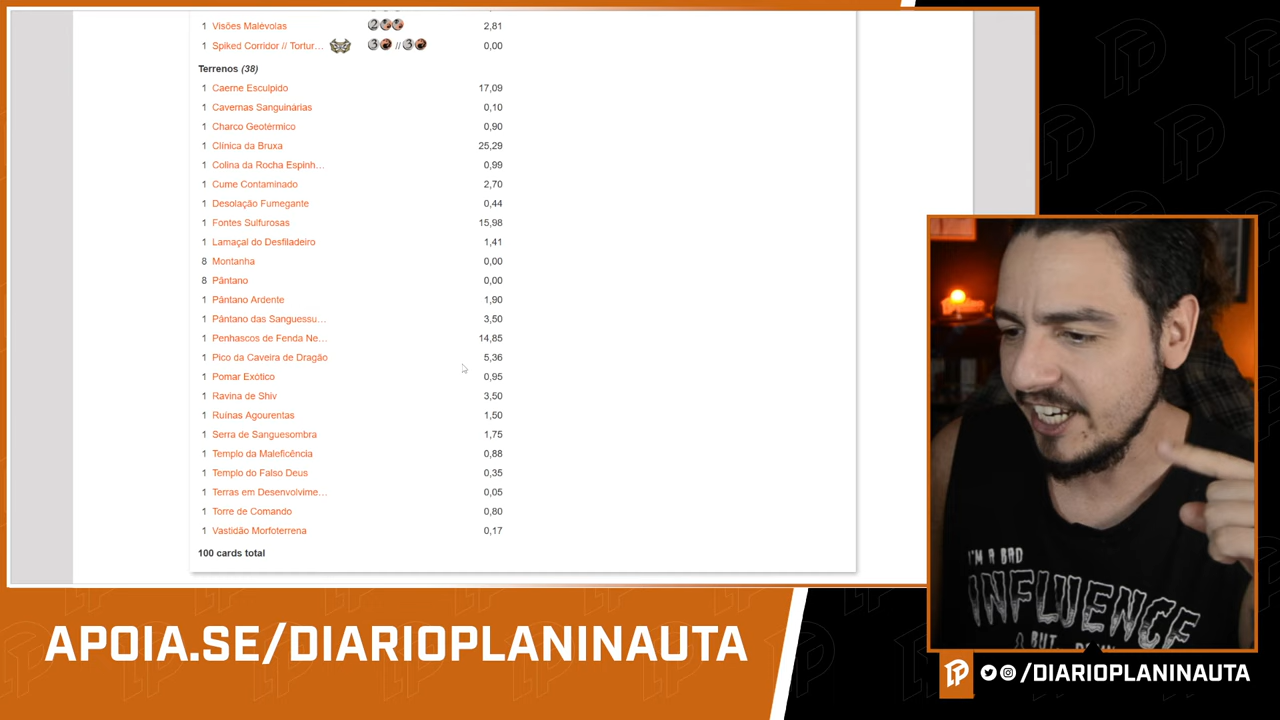 1 Visões Malévolas 2 2,81
1 Spiked Corridor // Tortur... 3 // 3 0,00
Terrenos (38)
1 Caerne Esculpido 17,09
1 Cavernas Sanguinárias 0,10
1 Charco Geotérmico 0,90
1 Clínica da Bruxa 25,29
1 Colina da Rocha Espinh... 0,99
1 Cume Contaminado 2,70
1 Desolação Fumegante 0,44
1 Fontes Sulfurosas 15,98
1 Lamaçal do Desfiladeiro 1,41
8 Montanha 0,00
8 Pântano 0,00
1 Pântano Ardente 1,90
1 Pântano das Sanguessu... 3,50
1 Penhascos de Fenda Ne... 14,85
1 Pico da Caveira de Dragão 5,36
1 Pomar Exótico 0,95
1 Ravina de Shiv 3,50
1 Ruínas Agourentas 1,50
1 Serra de Sanguesombra 1,75
1 Templo da Maleficência 0,88
1 Templo do Falso Deus 0,35
1 Terras em Desenvolvime... 0,05
1 Torre de Comando 0,80
1 Vastidão Morfoterrena 0,17
100 cards total
I'M A BAD
INFLUENCE
BUT
APOIA.SE/DIARIOPLANINAUTA
/DIARIOPLANINAUTA